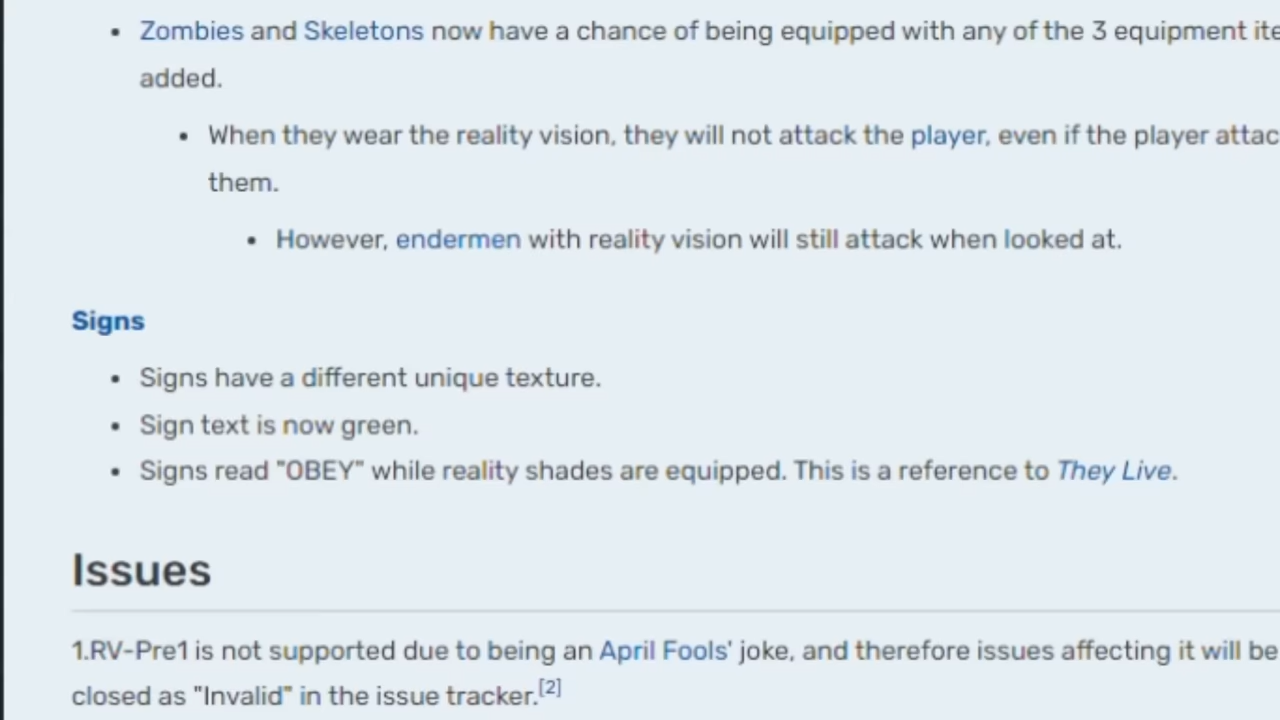 Zombies and Skeletons now have a chance of being equipped with any of the 3 equipment
added.
When they wear the reality vision, they will not attack the player, even if the player
them.
However, endermen with reality vision will still attack when looked at.
Signs
Signs have a different unique texture.
Sign text is now green.
Signs read "OBEY" while reality shades are equipped. This is a reference to They Live.
Issues
1.RV-Pre1 is not supported due to being an April Fools' joke, and therefore issues affecting it will be
closed as "Invalid" in the issue tracker.[2]